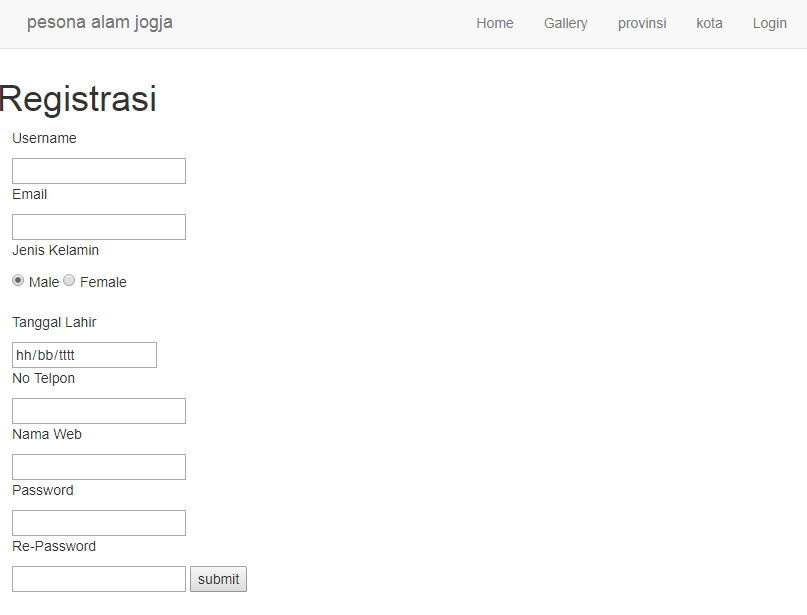 pesona alam jogja Home Gallery provinsi kota Login
Registrasi
Username
Email
Jenis Kelamin
Male Female
Tanggal Lahir
hh/bb/tttt
No Telpon
Nama Web
Password
Re-Password
submit